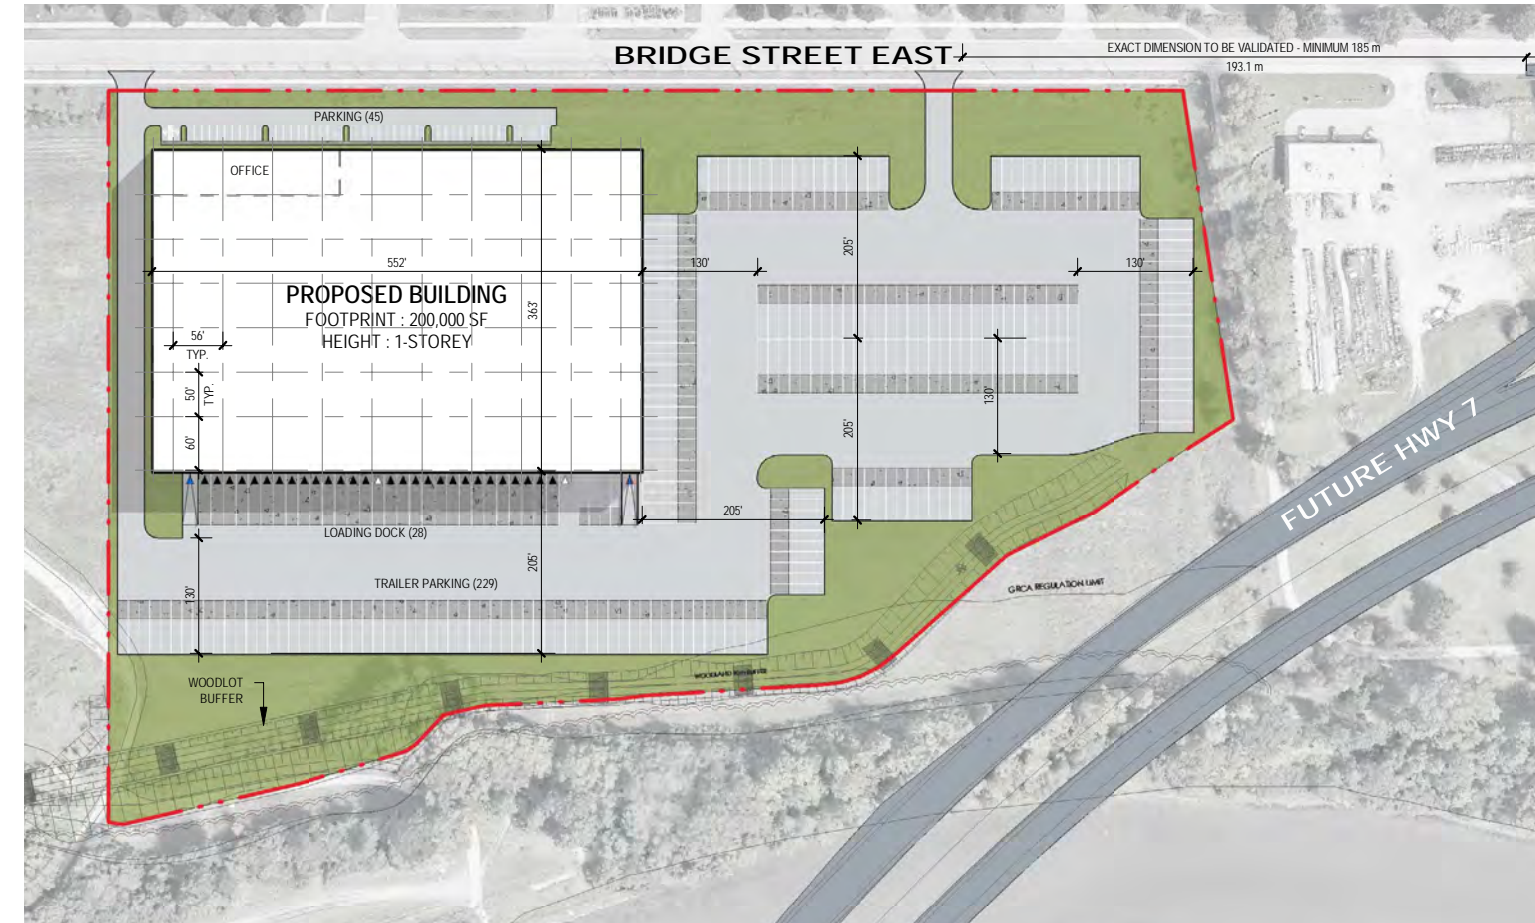 BRIDGE STREET EAST
EXACT DIMENSION TO BE VALIDATED - MINIMUM 185 m
193.1 m
PARKING (45)
OFFICE
552'
130'
205'
130'
PROPOSED BUILDING
FOOTPRINT : 200,000 SF
HEIGHT : 1-STOREY
363'
56'
TYP.
50'
TYP.
60'
130'
205'
FUTURE HWY 7
205'
LOADING DOCK (28)
205'
TRAILER PARKING (229)
130'
GRCA REGULATION LIMIT
WOODLOT
BUFFER